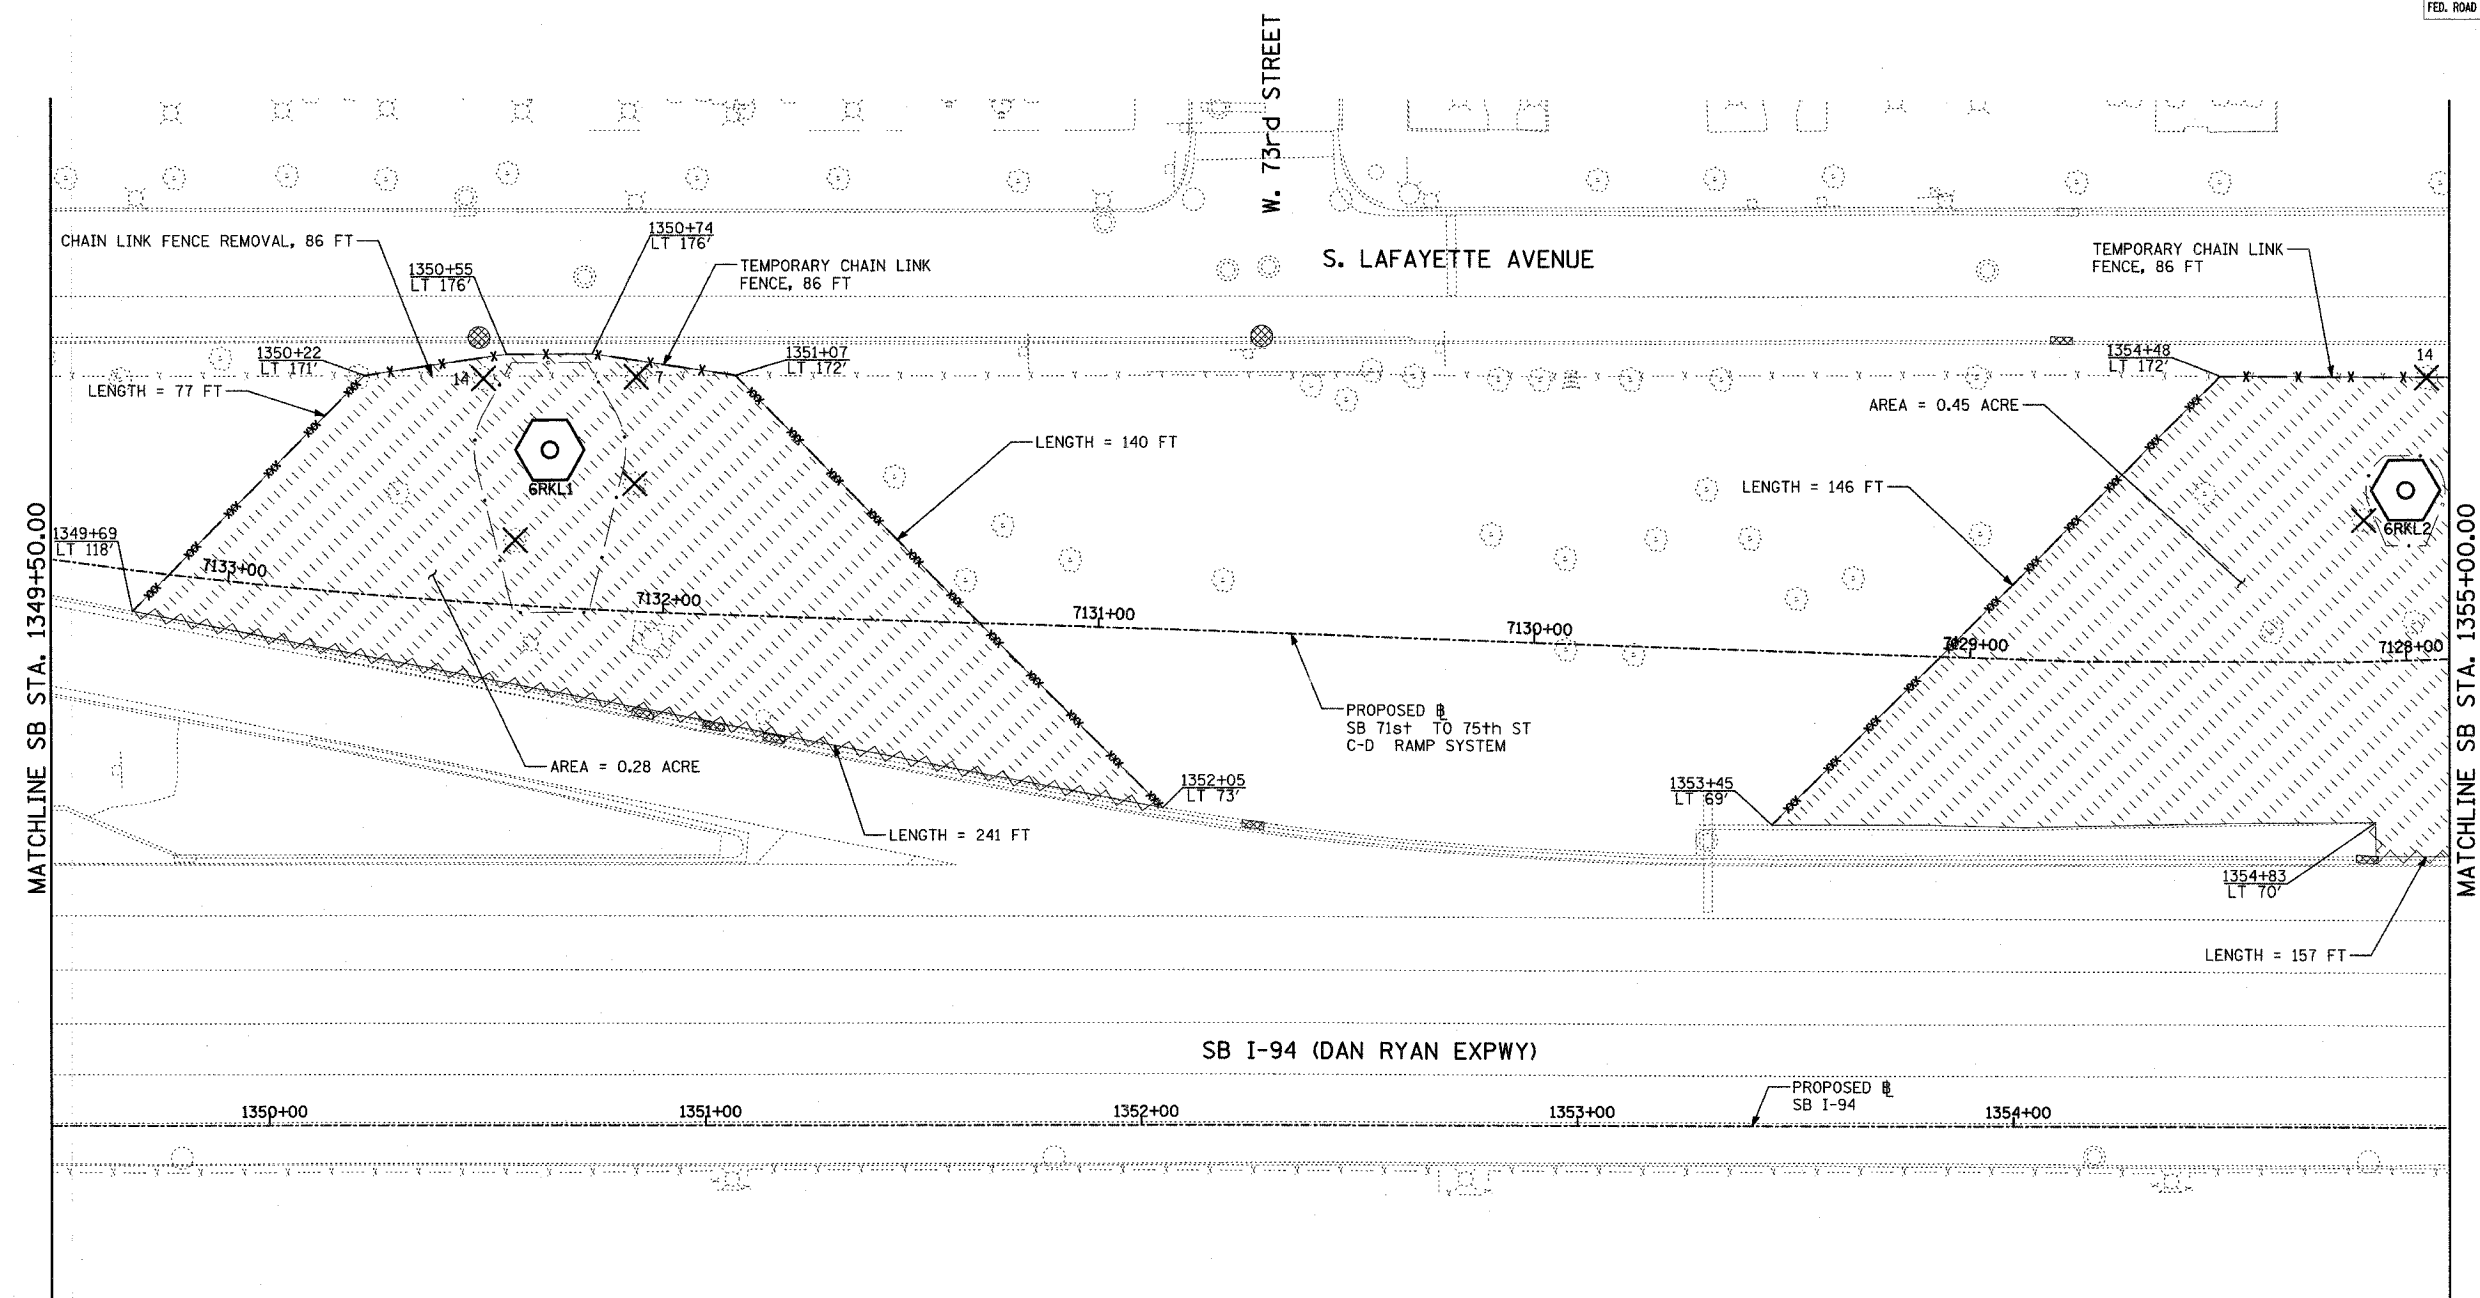 FED. ROAD
W. 73rd STREET
S. LAFAYETTE AVENUE
CHAIN LINK FENCE REMOVAL, 86 FT
1350+74
LT 176'
1350+55
LT 176'
TEMPORARY CHAIN LINK
FENCE, 86 FT
TEMPORARY CHAIN LINK
FENCE, 86 FT
1350+22
LT 171'
1351+07
LT 172'
1354+48
LT 172'
14
14
7
LENGTH = 77 FT
AREA = 0.45 ACRE
LENGTH = 140 FT
6RKL1
LENGTH = 146 FT
6RKL2
1349+69
LT 118'
MATCHLINE SB STA. 1349+50.00
MATCHLINE SB STA. 1355+00.00
7133+00
7132+00
7131+00
7130+00
7129+00
7128+00
PROPOSED ℄
SB 71st TO 75th ST
C-D RAMP SYSTEM
AREA = 0.28 ACRE
1352+05
LT 73'
1353+45
LT 69'
LENGTH = 241 FT
1354+83
LT 70'
LENGTH = 157 FT
SB I-94 (DAN RYAN EXPWY)
PROPOSED ℄
SB I-94
1350+00
1351+00
1352+00
1353+00
1354+00